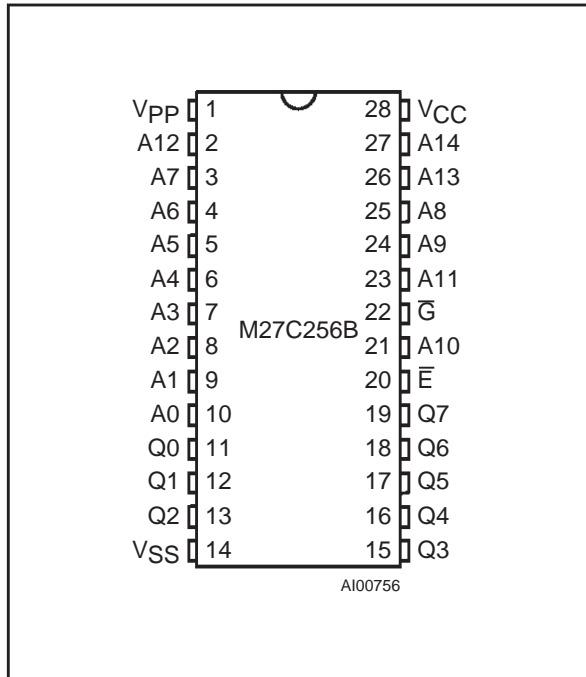 VPP 1 28 VCC
A12 2 27 A14
A7 3 26 A13
A6 4 25 A8
A5 5 24 A9
A4 6 23 A11
A3 7 22 G̅
M27C256B
A2 8 21 A10
A1 9 20 E̅
A0 10 19 Q7
Q0 11 18 Q6
Q1 12 17 Q5
Q2 13 16 Q4
VSS 14 15 Q3
AI00756